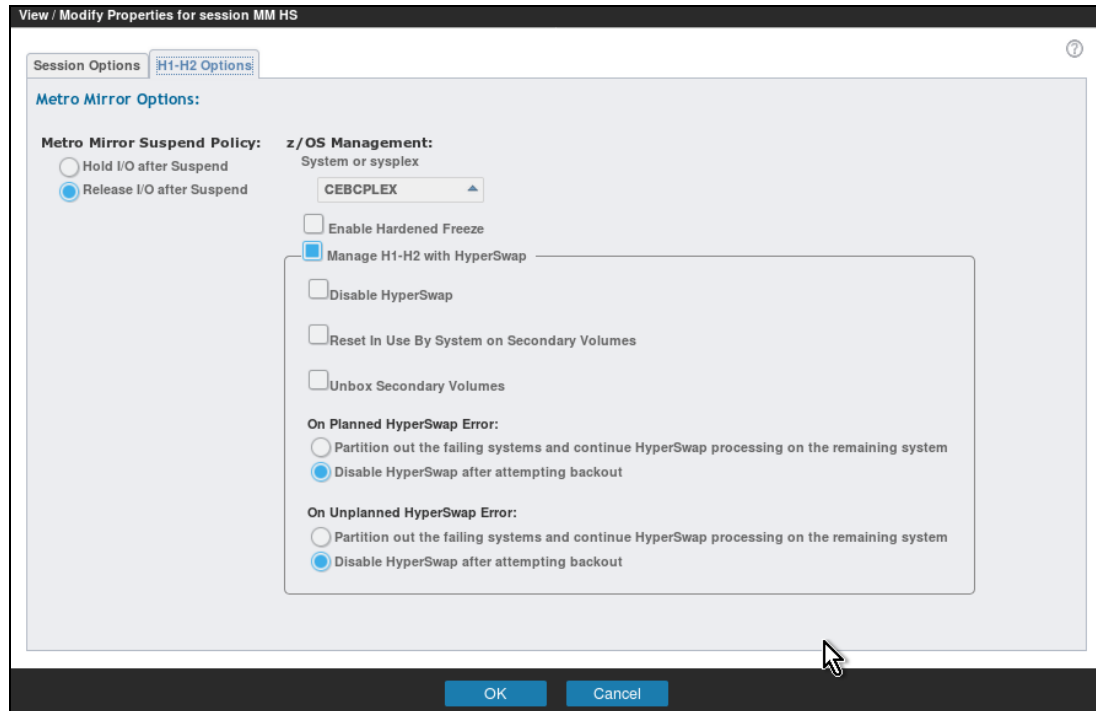 View / Modify Properties for session MM HS
?
Session Options
H1-H2 Options
Metro Mirror Options:
Metro Mirror Suspend Policy:
Hold I/O after Suspend
Release I/O after Suspend
z/OS Management:
System or sysplex
CEBCPLEX
Enable Hardened Freeze
Manage H1-H2 with HyperSwap
Disable HyperSwap
Reset In Use By System on Secondary Volumes
Unbox Secondary Volumes
On Planned HyperSwap Error:
Partition out the failing systems and continue HyperSwap processing on the remaining system
Disable HyperSwap after attempting backout
On Unplanned HyperSwap Error:
Partition out the failing systems and continue HyperSwap processing on the remaining system
Disable HyperSwap after attempting backout
OK
Cancel